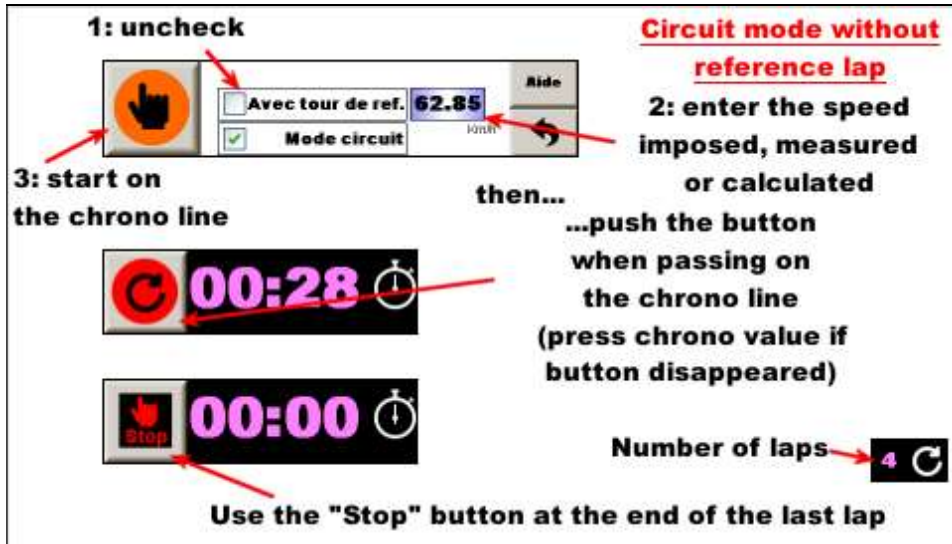 1: uncheck
Circuit mode without
reference lap
Avec tour de ref. 62.85
Km/h
Aide
Mode circuit
2: enter the speed
imposed, measured
or calculated
3: start on
the chrono line
then...
...push the button
when passing on
the chrono line
(press chrono value if
button disappeared)
00:28
Stop
00:00
Number of laps
4
Use the "Stop" button at the end of the last lap